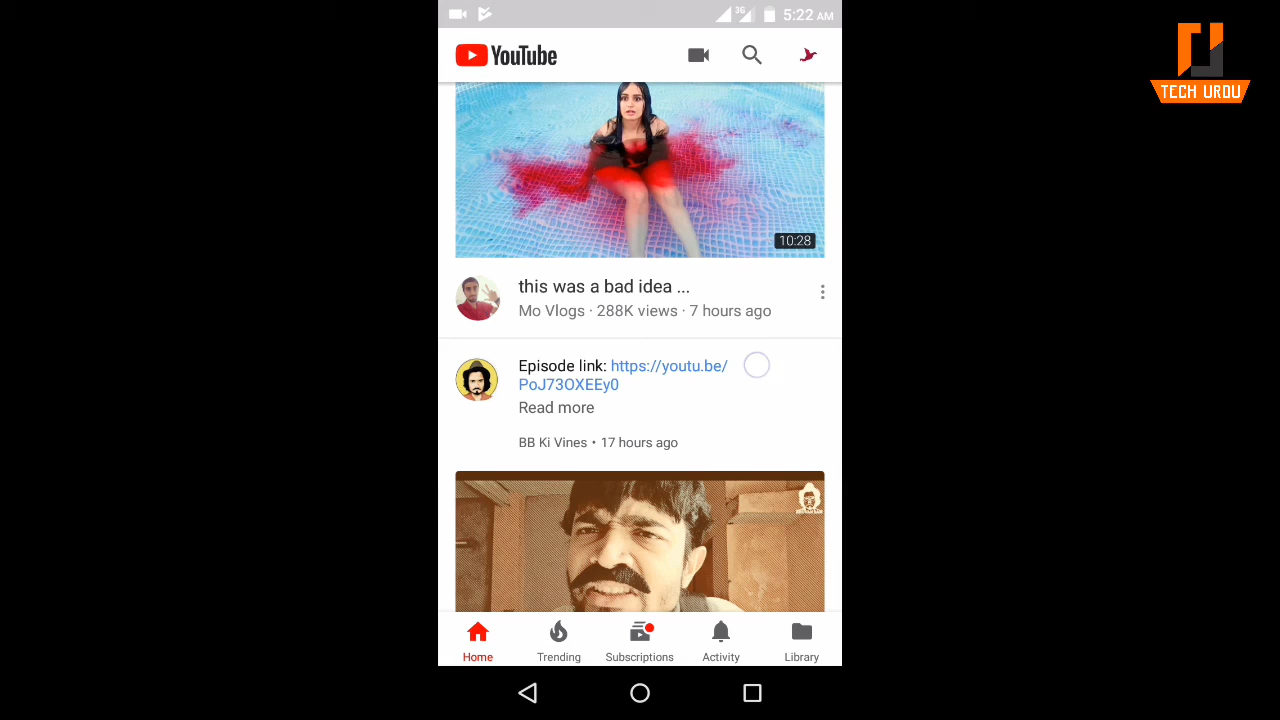 3G
5:22 AM
TECH URDU
YouTube
10:28
this was a bad idea ...
Mo Vlogs · 288K views · 7 hours ago
Episode link: https://youtu.be/
PoJ73OXEEy0
Read more
BB Ki Vines • 17 hours ago
Home
Trending
Subscriptions
Activity
Library